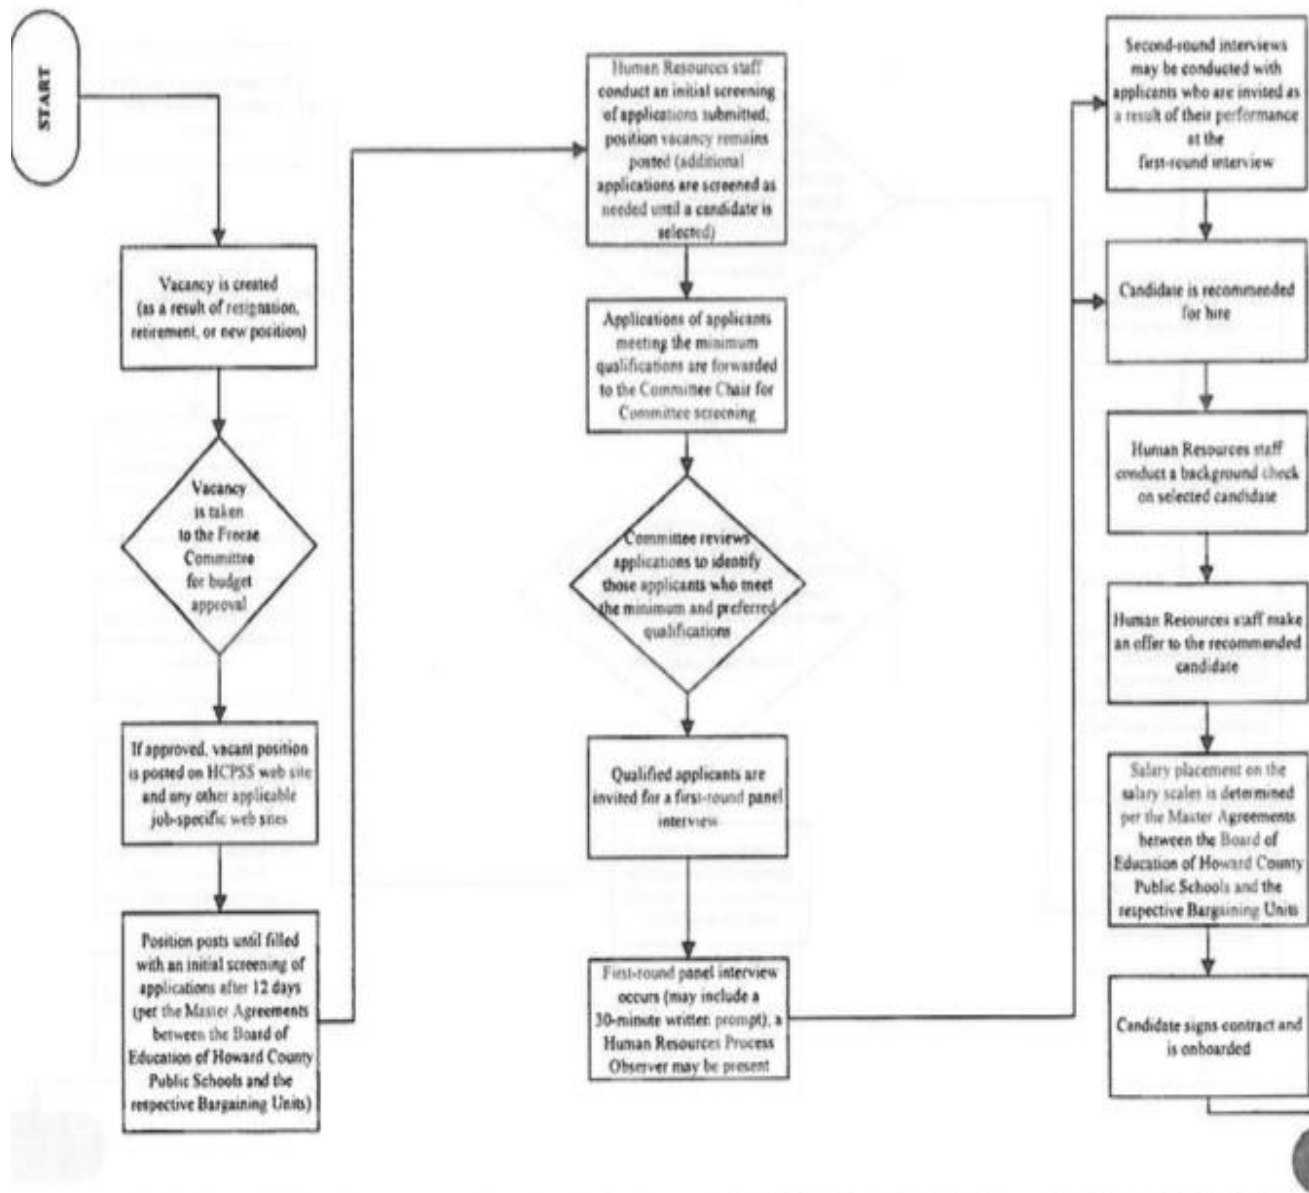 START
Vacancy is created
(as a result of resignation,
retirement, or new position)
Vacancy
is taken
to the Freeze
Committee
for budget
approval
If approved, vacant position
is posted on HCPSS web site
and any other applicable
job-specific web sites
Position posts until filled
with an initial screening of
applications after 12 days
(per the Master Agreements
between the Board of
Education of Howard County
Public Schools and the
respective Bargaining Units)
Human Resources staff
conduct an initial screening
of applications submitted,
position vacancy remains
posted (additional
applications are screened as
needed until a candidate is
selected)
Applications of applicants
meeting the minimum
qualifications are forwarded
to the Committee Chair for
Committee screening
Committee reviews
applications to identify
those applicants who meet
the minimum and preferred
qualifications
Qualified applicants are
invited for a first-round panel
interview
First-round panel interview
occurs (may include a
30-minute written prompt), a
Human Resources Process
Observer may be present
Second-round interviews
may be conducted with
applicants who are invited as
a result of their performance
at the
first-round interview
Candidate is recommended
for hire
Human Resources staff
conduct a background check
on selected candidate
Human Resources staff make
an offer to the recommended
candidate
Salary placement on the
salary scales is determined
per the Master Agreements
between the Board of
Education of Howard County
Public Schools and the
respective Bargaining Units
Candidate signs contract and
is onboarded